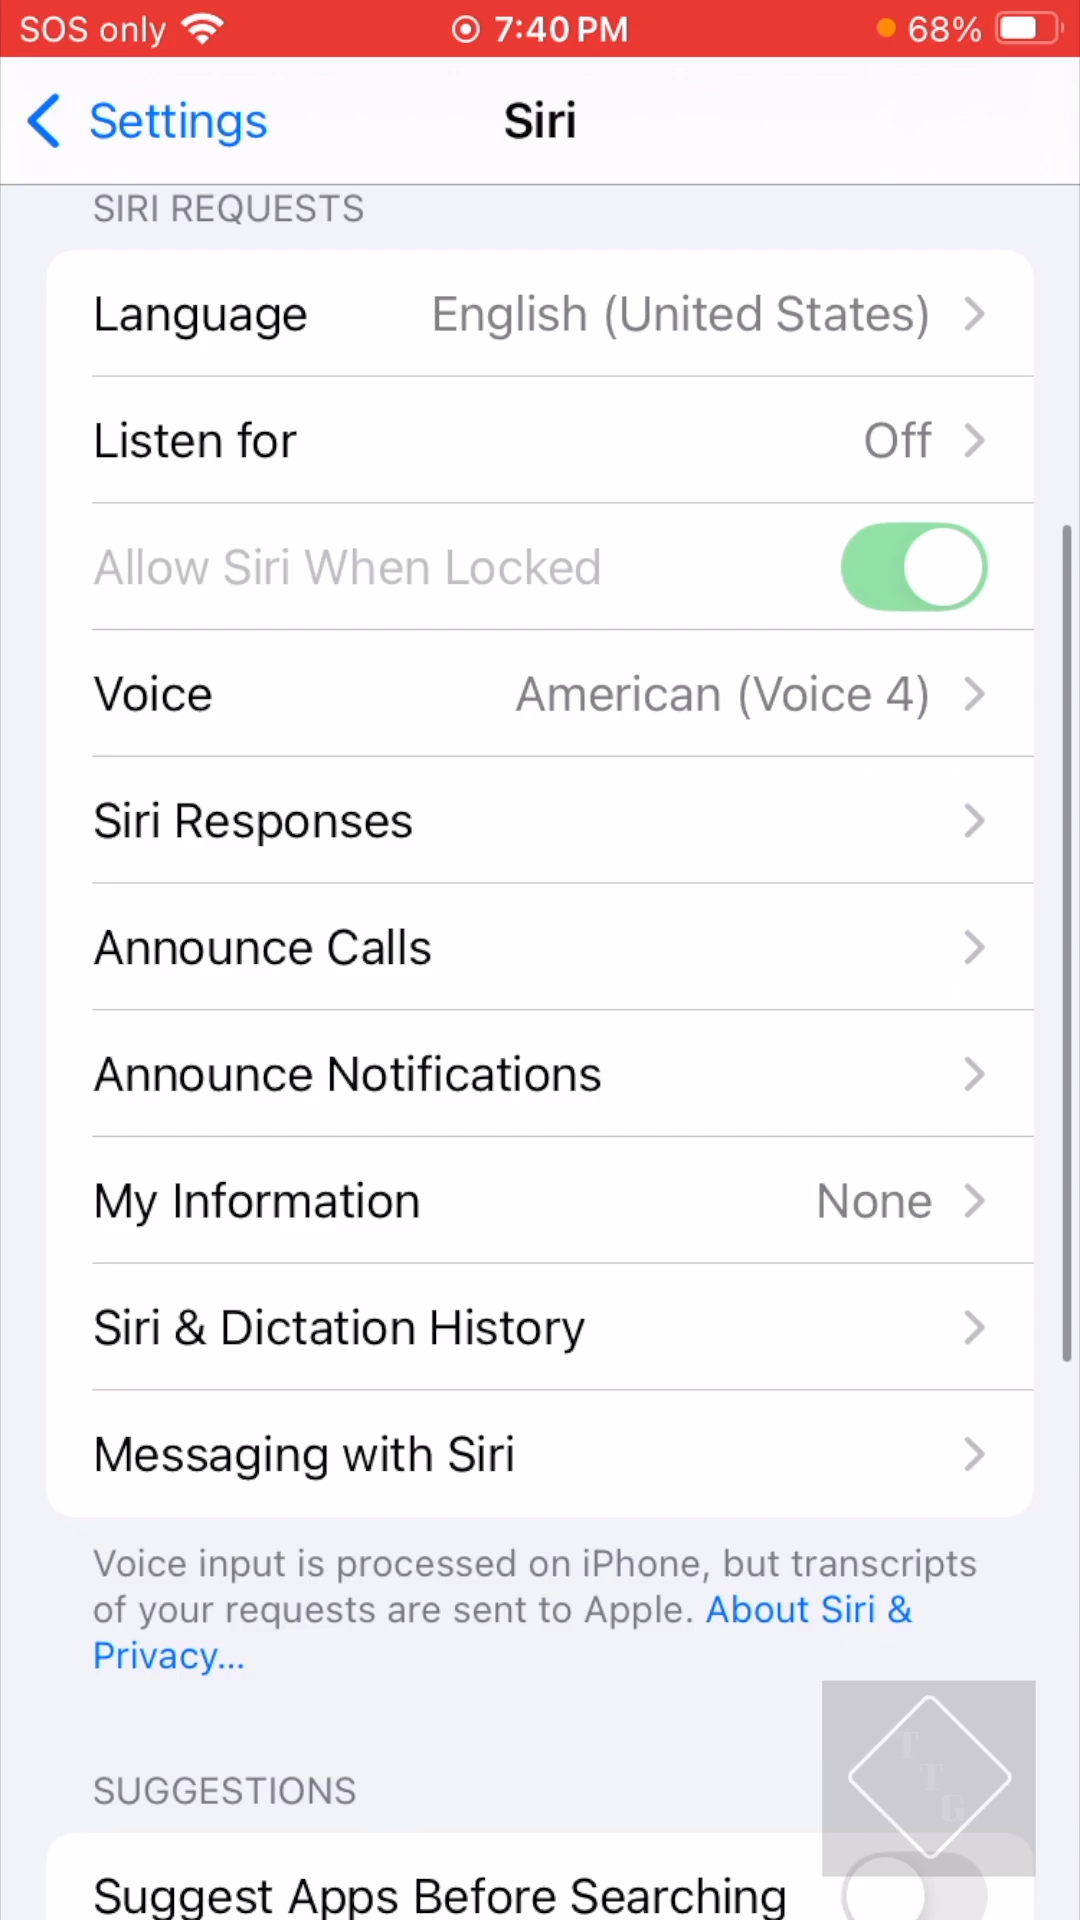 SOS only 7:40 PM 68%
Settings Siri
SIRI REQUESTS
Language English (United States)
Listen for Off
Allow Siri When Locked
Voice American (Voice 4)
Siri Responses
Announce Calls
Announce Notifications
My Information None
Siri & Dictation History
Messaging with Siri
Voice input is processed on iPhone, but transcripts
of your requests are sent to Apple. About Siri &
Privacy...
T
T
G
SUGGESTIONS
Suggest Apps Before Searching